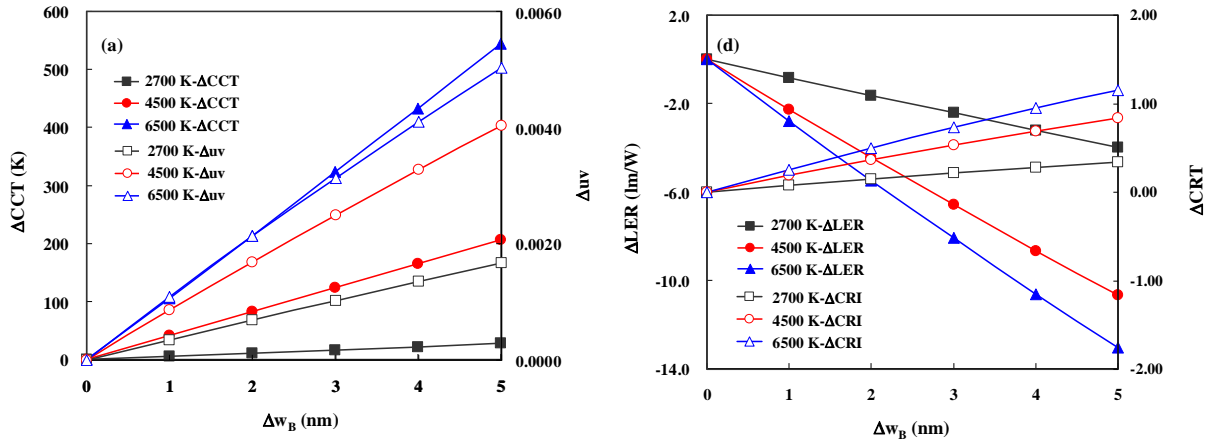 600
500
400
300
200
100
0
ΔCCT (K)
(a)
2700 K-ΔCCT
4500 K-ΔCCT
6500 K-ΔCCT
2700 K-Δuv
4500 K-Δuv
6500 K-Δuv
0.0060
0.0040
0.0020
0.0000
Δuv
0 1 2 3 4 5
Δw_B (nm)
2.0
-2.0
-6.0
-10.0
-14.0
ΔLER (lm/W)
(d)
2700 K-ΔLER
4500 K-ΔLER
6500 K-ΔLER
2700 K-ΔCRI
4500 K-ΔCRI
6500 K-ΔCRI
2.00
1.00
0.00
-1.00
-2.00
ΔCRT
0 1 2 3 4 5
Δw_B (nm)